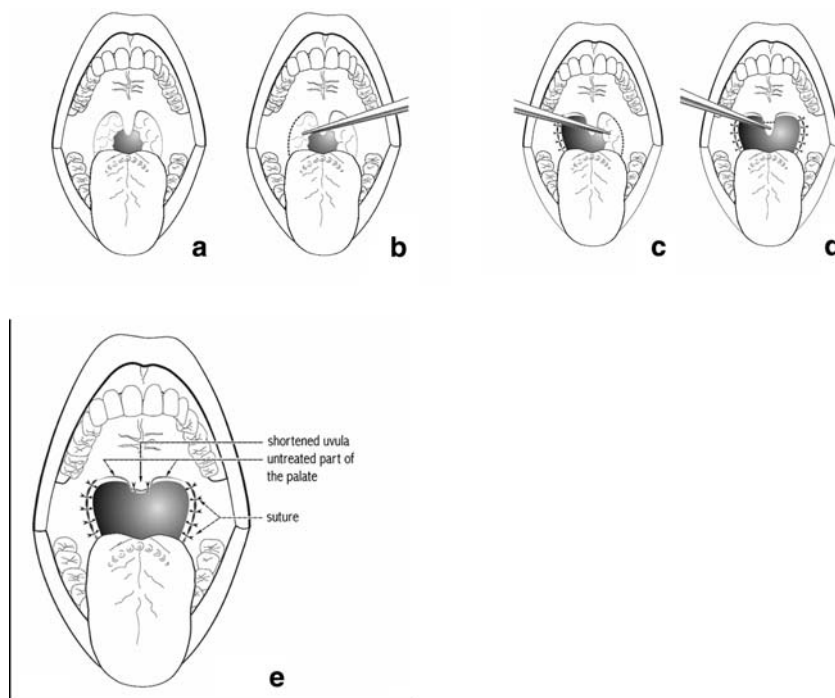 a
b
c
d
shortened uvula
untreated part of
the palate
suture
e